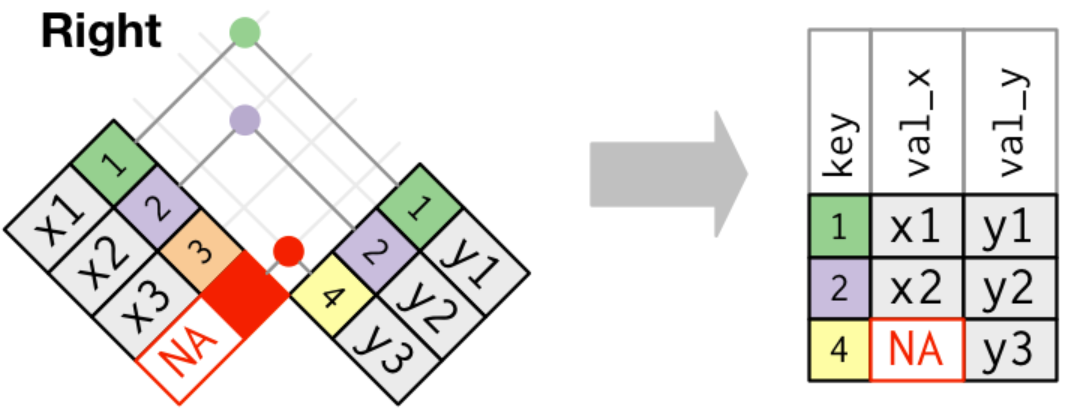 Right
1
x1
2
x2
3
x3
NA
1
y1
2
y2
4
y3
key val_x val_y
1 x1 y1
2 x2 y2
4 NA y3